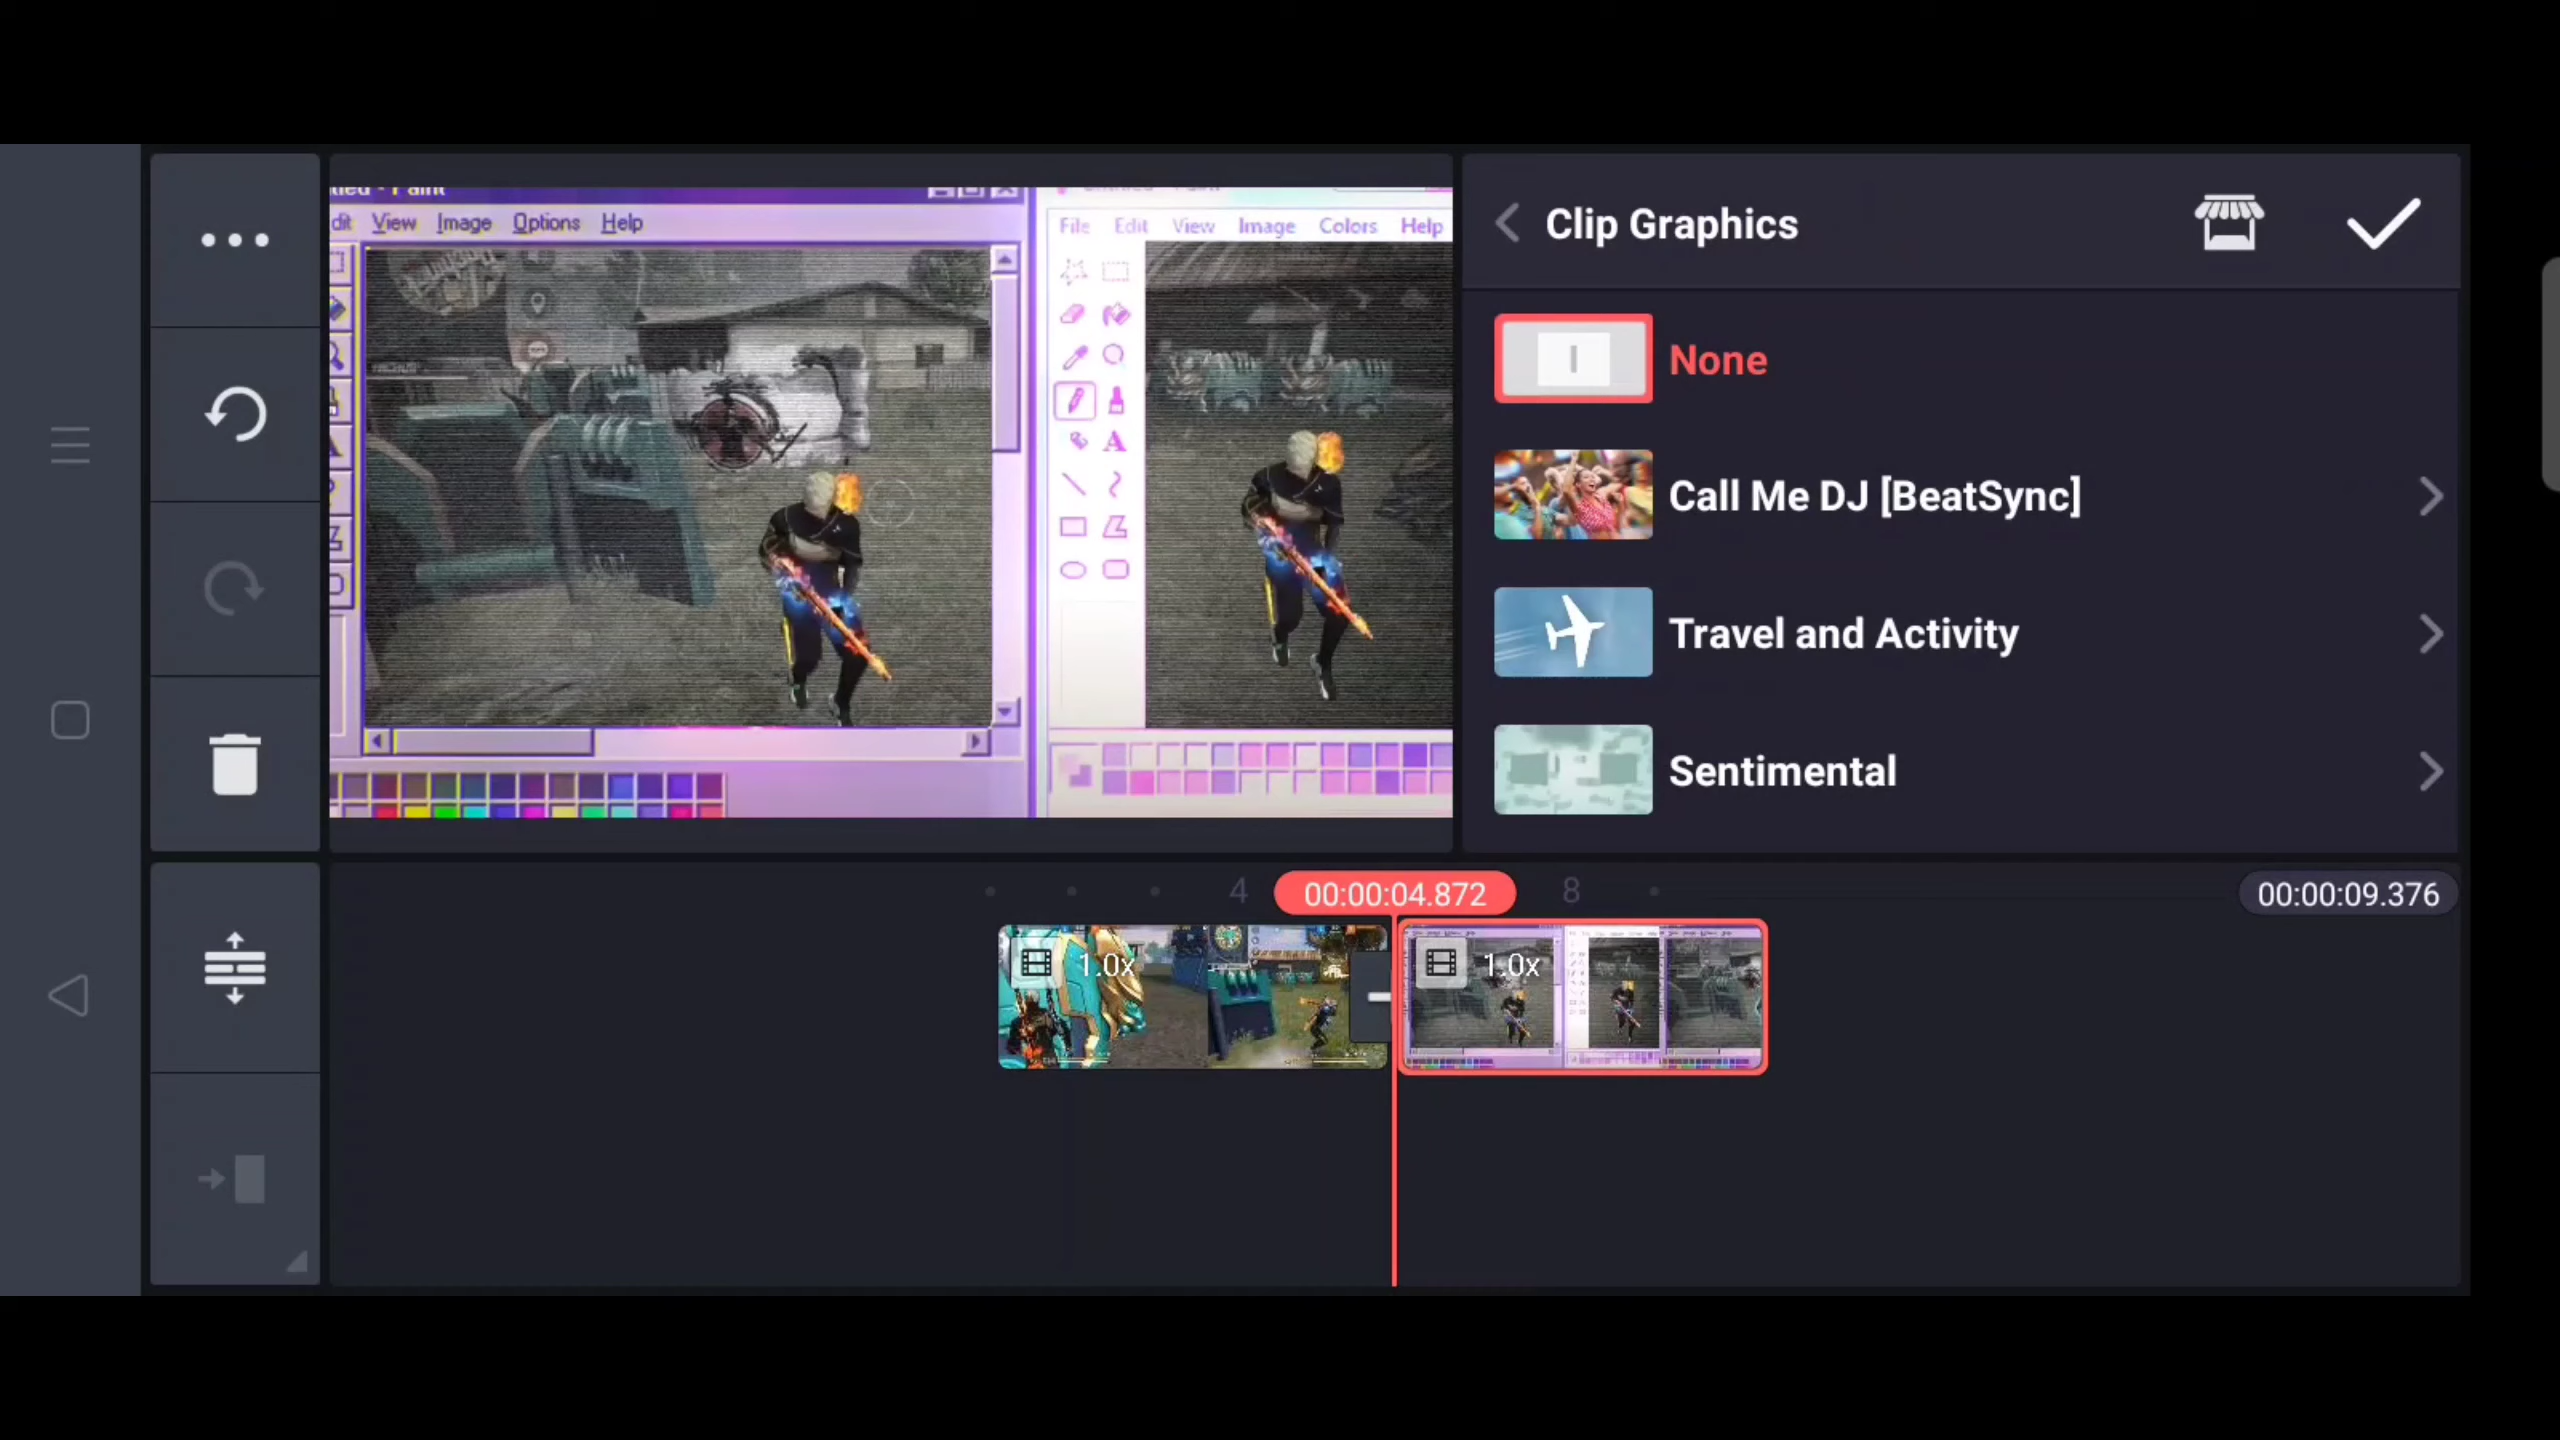 View Image Options Help
File Edit View Image Colors Help
Clip Graphics
None
Call Me DJ [BeatSync]
Travel and Activity
Sentimental
4
00:00:04.872
8
00:00:09.376
1.0x
1.0x